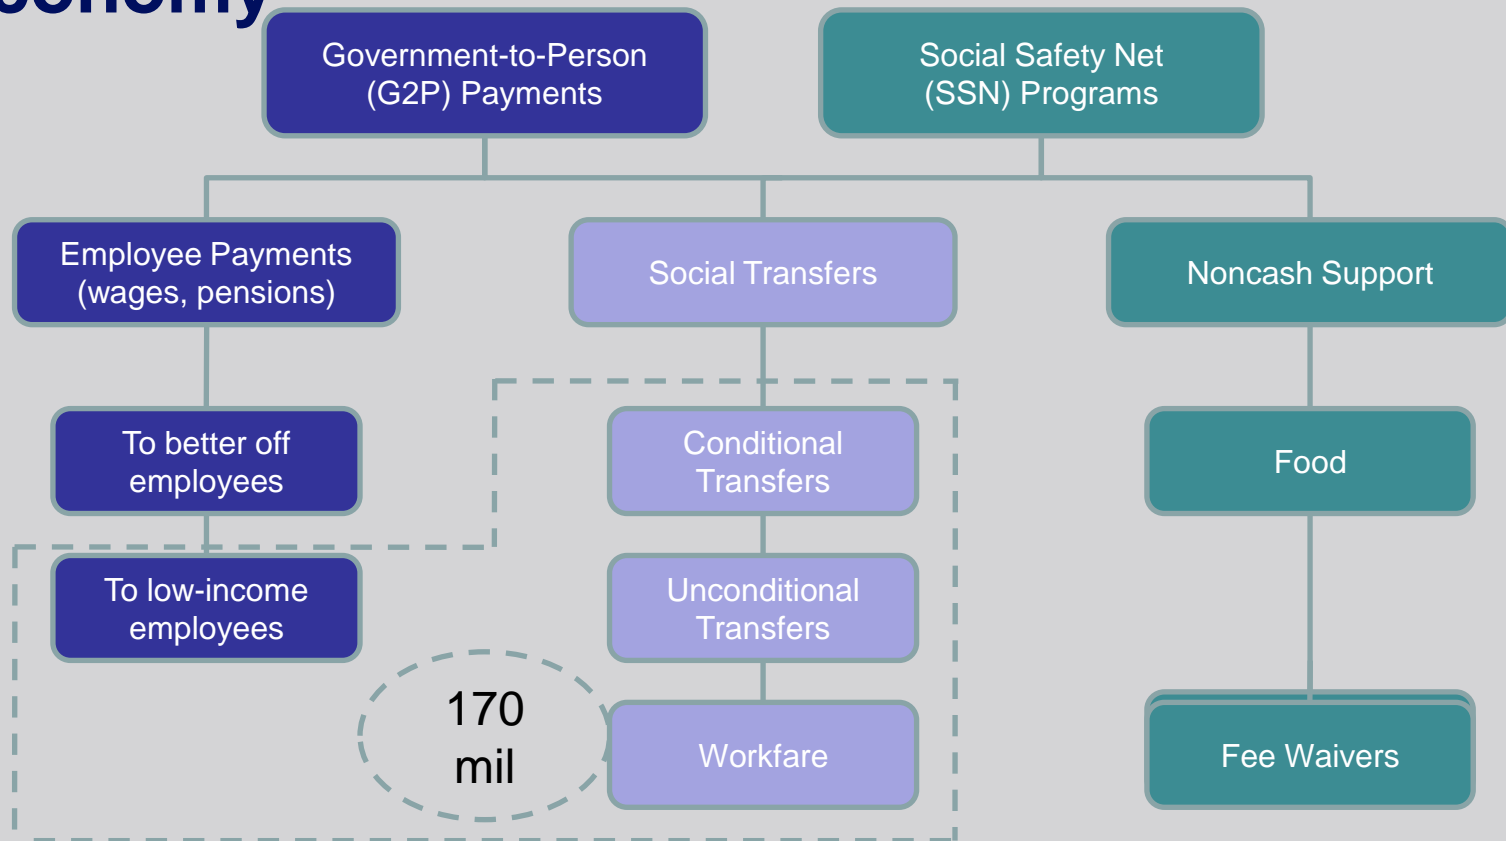 Government-to-Person
(G2P) Payments
Social Safety Net
(SSN) Programs
Employee Payments
(wages, pensions)
Social Transfers
Noncash Support
To better off
employees
Conditional
Transfers
Food
To low-income
employees
Unconditional
Transfers
170
mil
Workfare
Fee Waivers